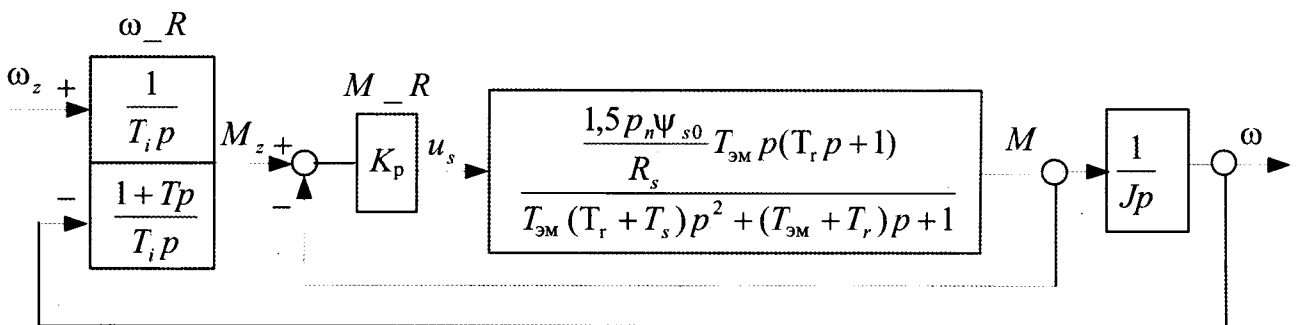 ω_R
ω_z +
1
T_i p
−
1 + Tp
T_i p
M_z +
−
M_R
K_p
u_s
1,5 p_n Ψ_s0
R_s
T_эм p(T_r p + 1)
T_эм (T_r + T_s) p² + (T_эм + T_r) p + 1
M
1
Jp
ω